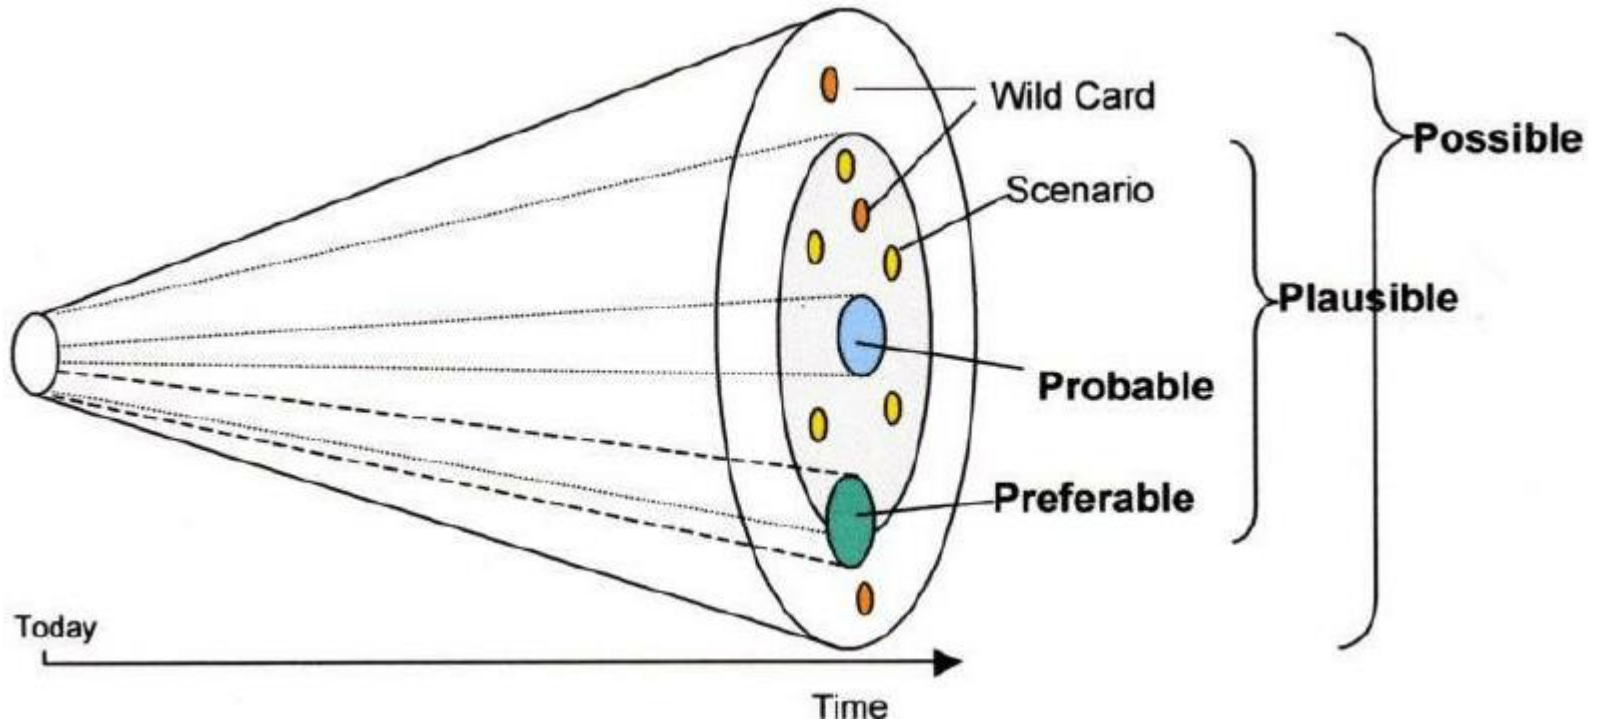 Wild Card
Possible
Scenario
Plausible
Probable
Preferable
Today
Time